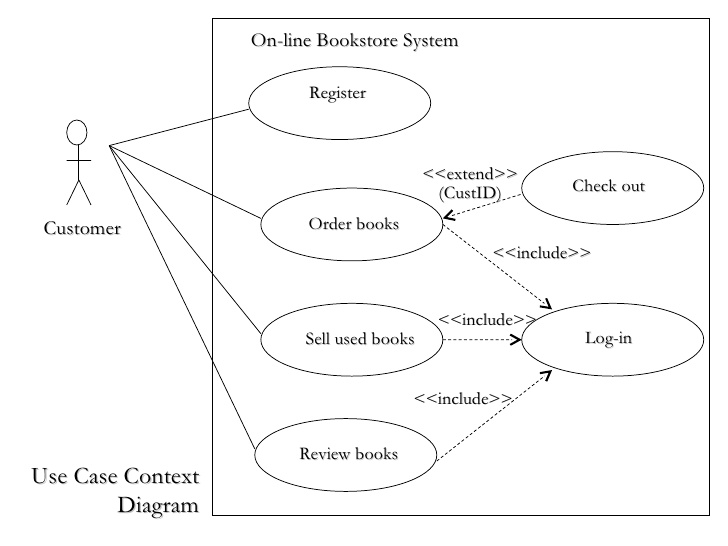 On-line Bookstore System
Register
<<extend>>
(CustID)
Check out
Customer
Order books
<<include>>
<<include>>
Sell used books
Log-in
<<include>>
Review books
Use Case Context
Diagram